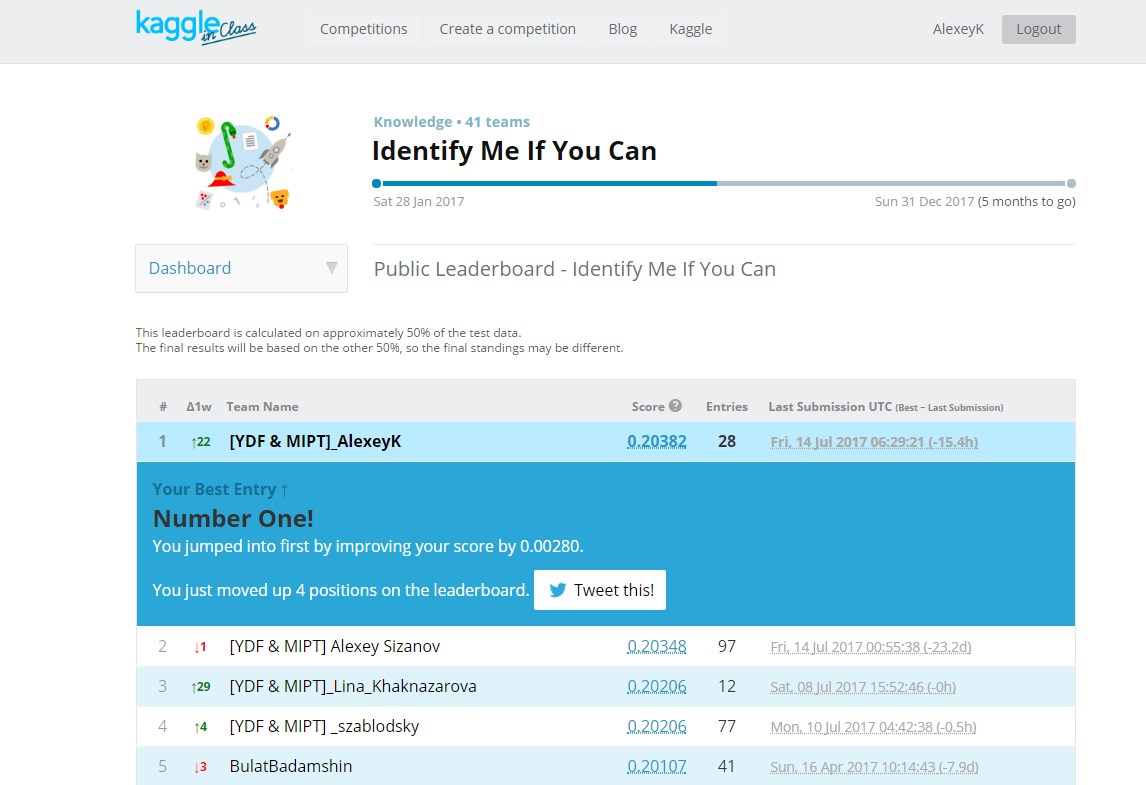 kaggle in Class
Competitions Create a competition Blog Kaggle AlexeyK Logout
Knowledge • 41 teams
Identify Me If You Can
Sat 28 Jan 2017 Sun 31 Dec 2017 (5 months to go)
Dashboard ▼ Public Leaderboard - Identify Me If You Can
This leaderboard is calculated on approximately 50% of the test data.
The final results will be based on the other 50%, so the final standings may be different.
# Δ1w Team Name Score ? Entries Last Submission UTC (Best − Last Submission)
1 ↑22 [YDF & MIPT]_AlexeyK 0.20382 28 Fri, 14 Jul 2017 06:29:21 (-15.4h)
Your Best Entry ↑
Number One!
You jumped into first by improving your score by 0.00280.
You just moved up 4 positions on the leaderboard. Tweet this!
2 ↓1 [YDF & MIPT] Alexey Sizanov 0.20348 97 Fri, 14 Jul 2017 00:55:38 (-23.2d)
3 ↑29 [YDF & MIPT]_Lina_Khaknazarova 0.20206 12 Sat, 08 Jul 2017 15:52:46 (-0h)
4 ↑4 [YDF & MIPT] _szablodsky 0.20206 77 Mon, 10 Jul 2017 04:42:38 (-0.5h)
5 ↓3 BulatBadamshin 0.20107 41 Sun, 16 Apr 2017 10:14:43 (-7.9d)